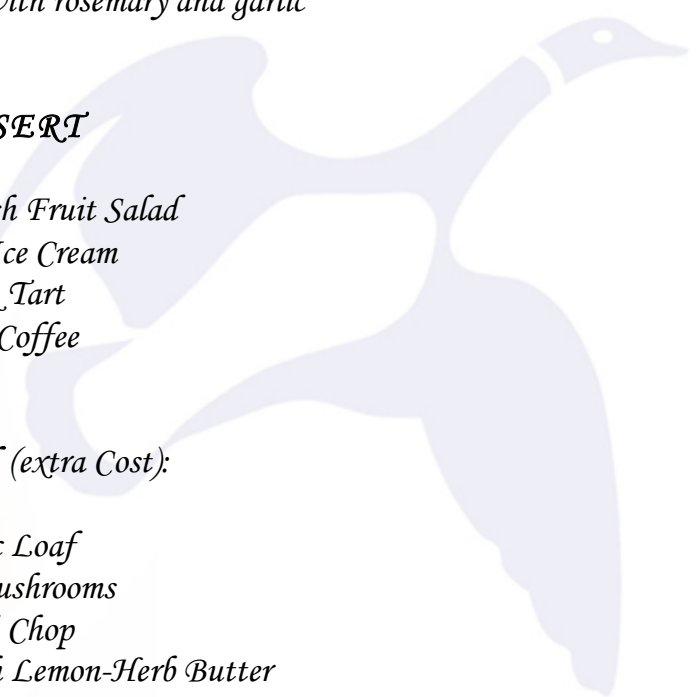 with rosemary and garlic
SERT
sh Fruit Salad
Ice Cream
Tart
Coffee
(extra Cost):
c Loaf
ushrooms
Chop
h Lemon-Herb Butter